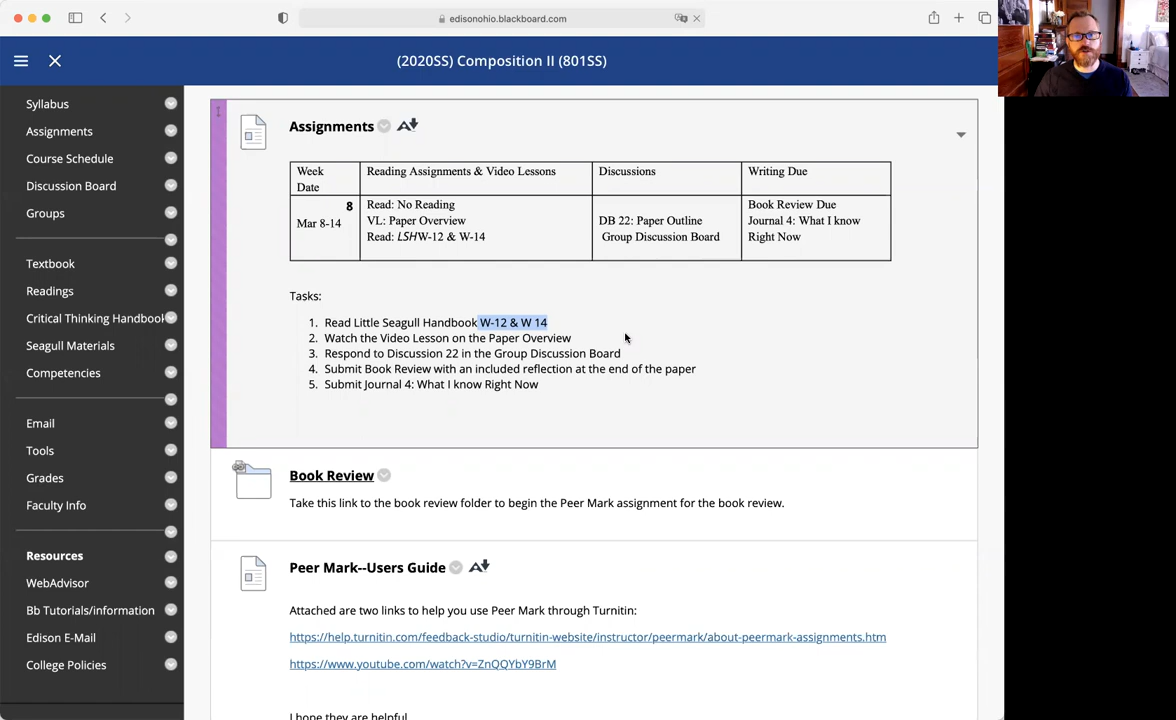 edisonohio.blackboard.com
(2020SS) Composition II (801SS)
Syllabus
Assignments
Course Schedule
Discussion Board
Groups
Textbook
Readings
Critical Thinking Handbook
Seagull Materials
Competencies
Email
Tools
Grades
Faculty Info
Resources
WebAdvisor
Bb Tutorials/information
Edison E-Mail
College Policies
Assignments
Week Date
Reading Assignments & Video Lessons
Discussions
Writing Due
8
Mar 8-14
Read: No Reading
VL: Paper Overview
Read: LSHW-12 & W-14
DB 22: Paper Outline
Group Discussion Board
Book Review Due
Journal 4: What I know
Right Now
Tasks:
1. Read Little Seagull Handbook W-12 & W 14
2. Watch the Video Lesson on the Paper Overview
3. Respond to Discussion 22 in the Group Discussion Board
4. Submit Book Review with an included reflection at the end of the paper
5. Submit Journal 4: What I know Right Now
Book Review
Take this link to the book review folder to begin the Peer Mark assignment for the book review.
Peer Mark--Users Guide
Attached are two links to help you use Peer Mark through Turnitin:
https://help.turnitin.com/feedback-studio/turnitin-website/instructor/peermark/about-peermark-assignments.htm
https://www.youtube.com/watch?v=ZnQQYbY9BrM
I hope they are helpful